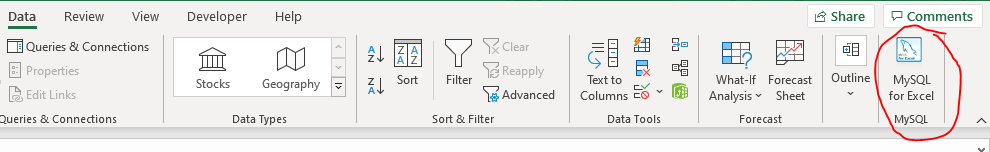 Data Review View Developer Help
Share Comments
Queries & Connections
Properties
Edit Links
Queries & Connections
Stocks Geography
Data Types
Sort
Filter
Clear
Reapply
Advanced
Sort & Filter
Text to
Columns
Data Tools
What-If
Analysis
Forecast
Sheet
Forecast
Outline
MySQL
for Excel
MySQL